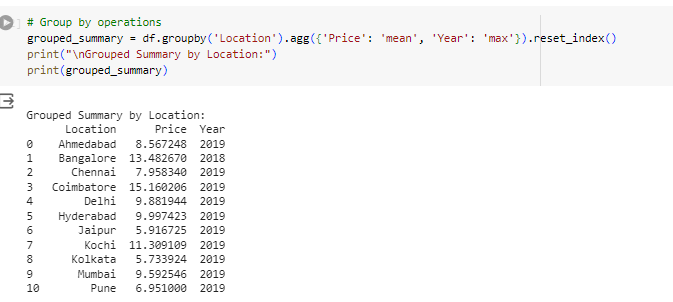 # Group by operations
grouped_summary = df.groupby('Location').agg({'Price': 'mean', 'Year': 'max'}).reset_index()
print("\nGrouped Summary by Location:")
print(grouped_summary)
Grouped Summary by Location:
Location Price Year
0 Ahmedabad 8.567248 2019
1 Bangalore 13.482670 2018
2 Chennai 7.958340 2019
3 Coimbatore 15.160206 2019
4 Delhi 9.881944 2019
5 Hyderabad 9.997423 2019
6 Jaipur 5.916725 2019
7 Kochi 11.309109 2019
8 Kolkata 5.733924 2019
9 Mumbai 9.592546 2019
10 Pune 6.951000 2019